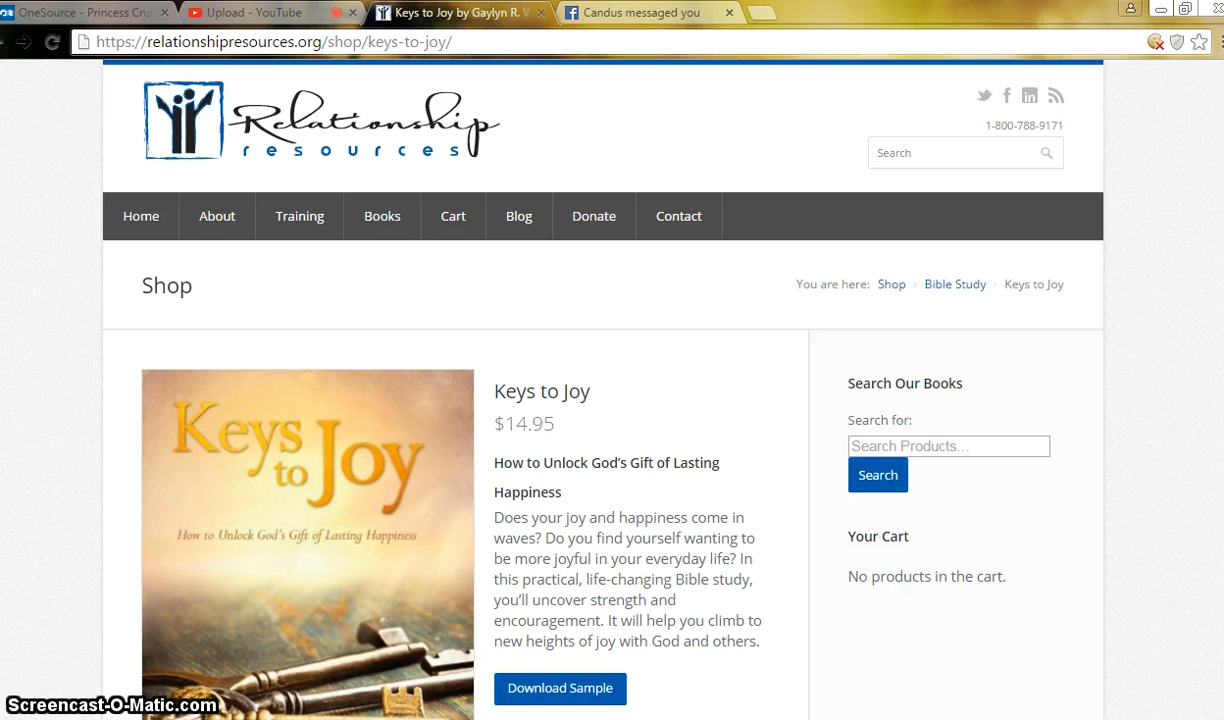 OneSource - Princess Cru
Upload - YouTube
Keys to Joy by Gaylyn R. W
Candus messaged you
https://relationshipresources.org/shop/keys-to-joy/
Relationship
resources
1-800-788-9171
Search
Home About Training Books Cart Blog Donate Contact
Shop
You are here: Shop › Bible Study › Keys to Joy
Keys
to Joy
How to Unlock God's Gift of Lasting Happiness
Keys to Joy
$14.95
How to Unlock God's Gift of Lasting
Happiness
Does your joy and happiness come in
waves? Do you find yourself wanting to
be more joyful in your everyday life? In
this practical, life-changing Bible study,
you'll uncover strength and
encouragement. It will help you climb to
new heights of joy with God and others.
Download Sample
Search Our Books
Search for:
Search Products...
Search
Your Cart
No products in the cart.
Screencast-O-Matic.com